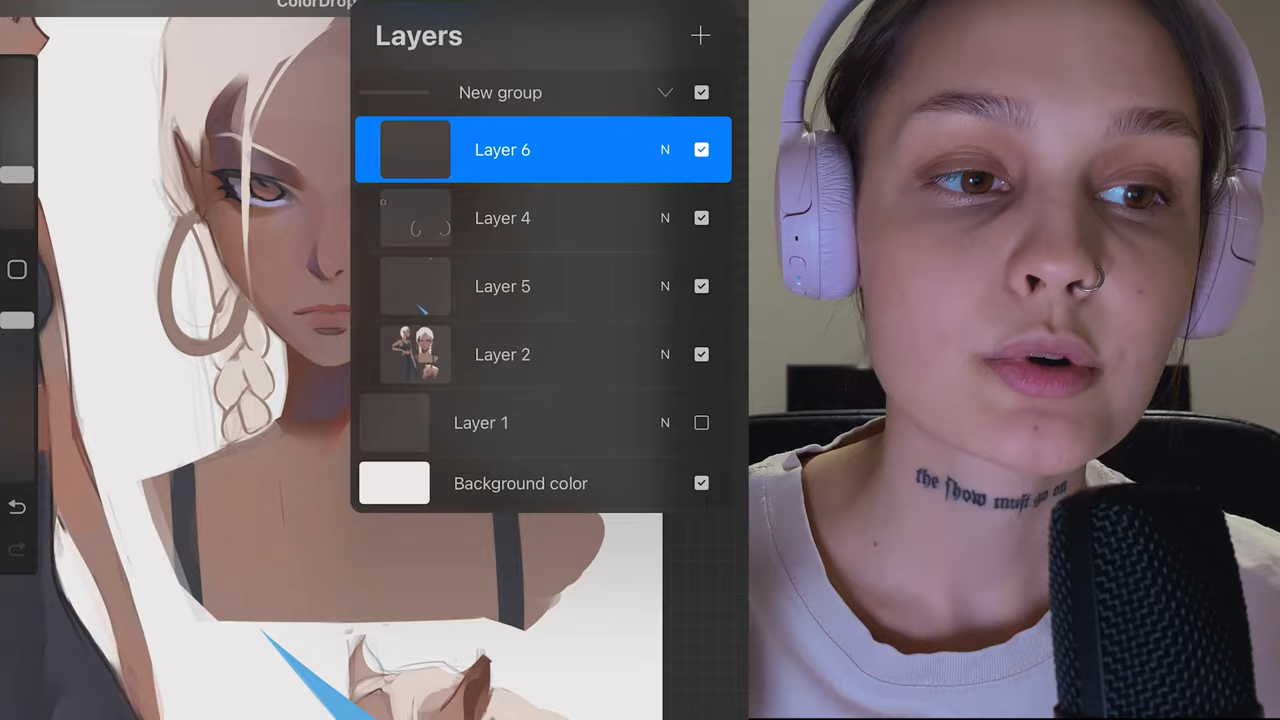 ColorDrop
Layers
New group
Layer 6 N
Layer 4 N
Layer 5 N
Layer 2 N
Layer 1 N
Background color
the show must go on